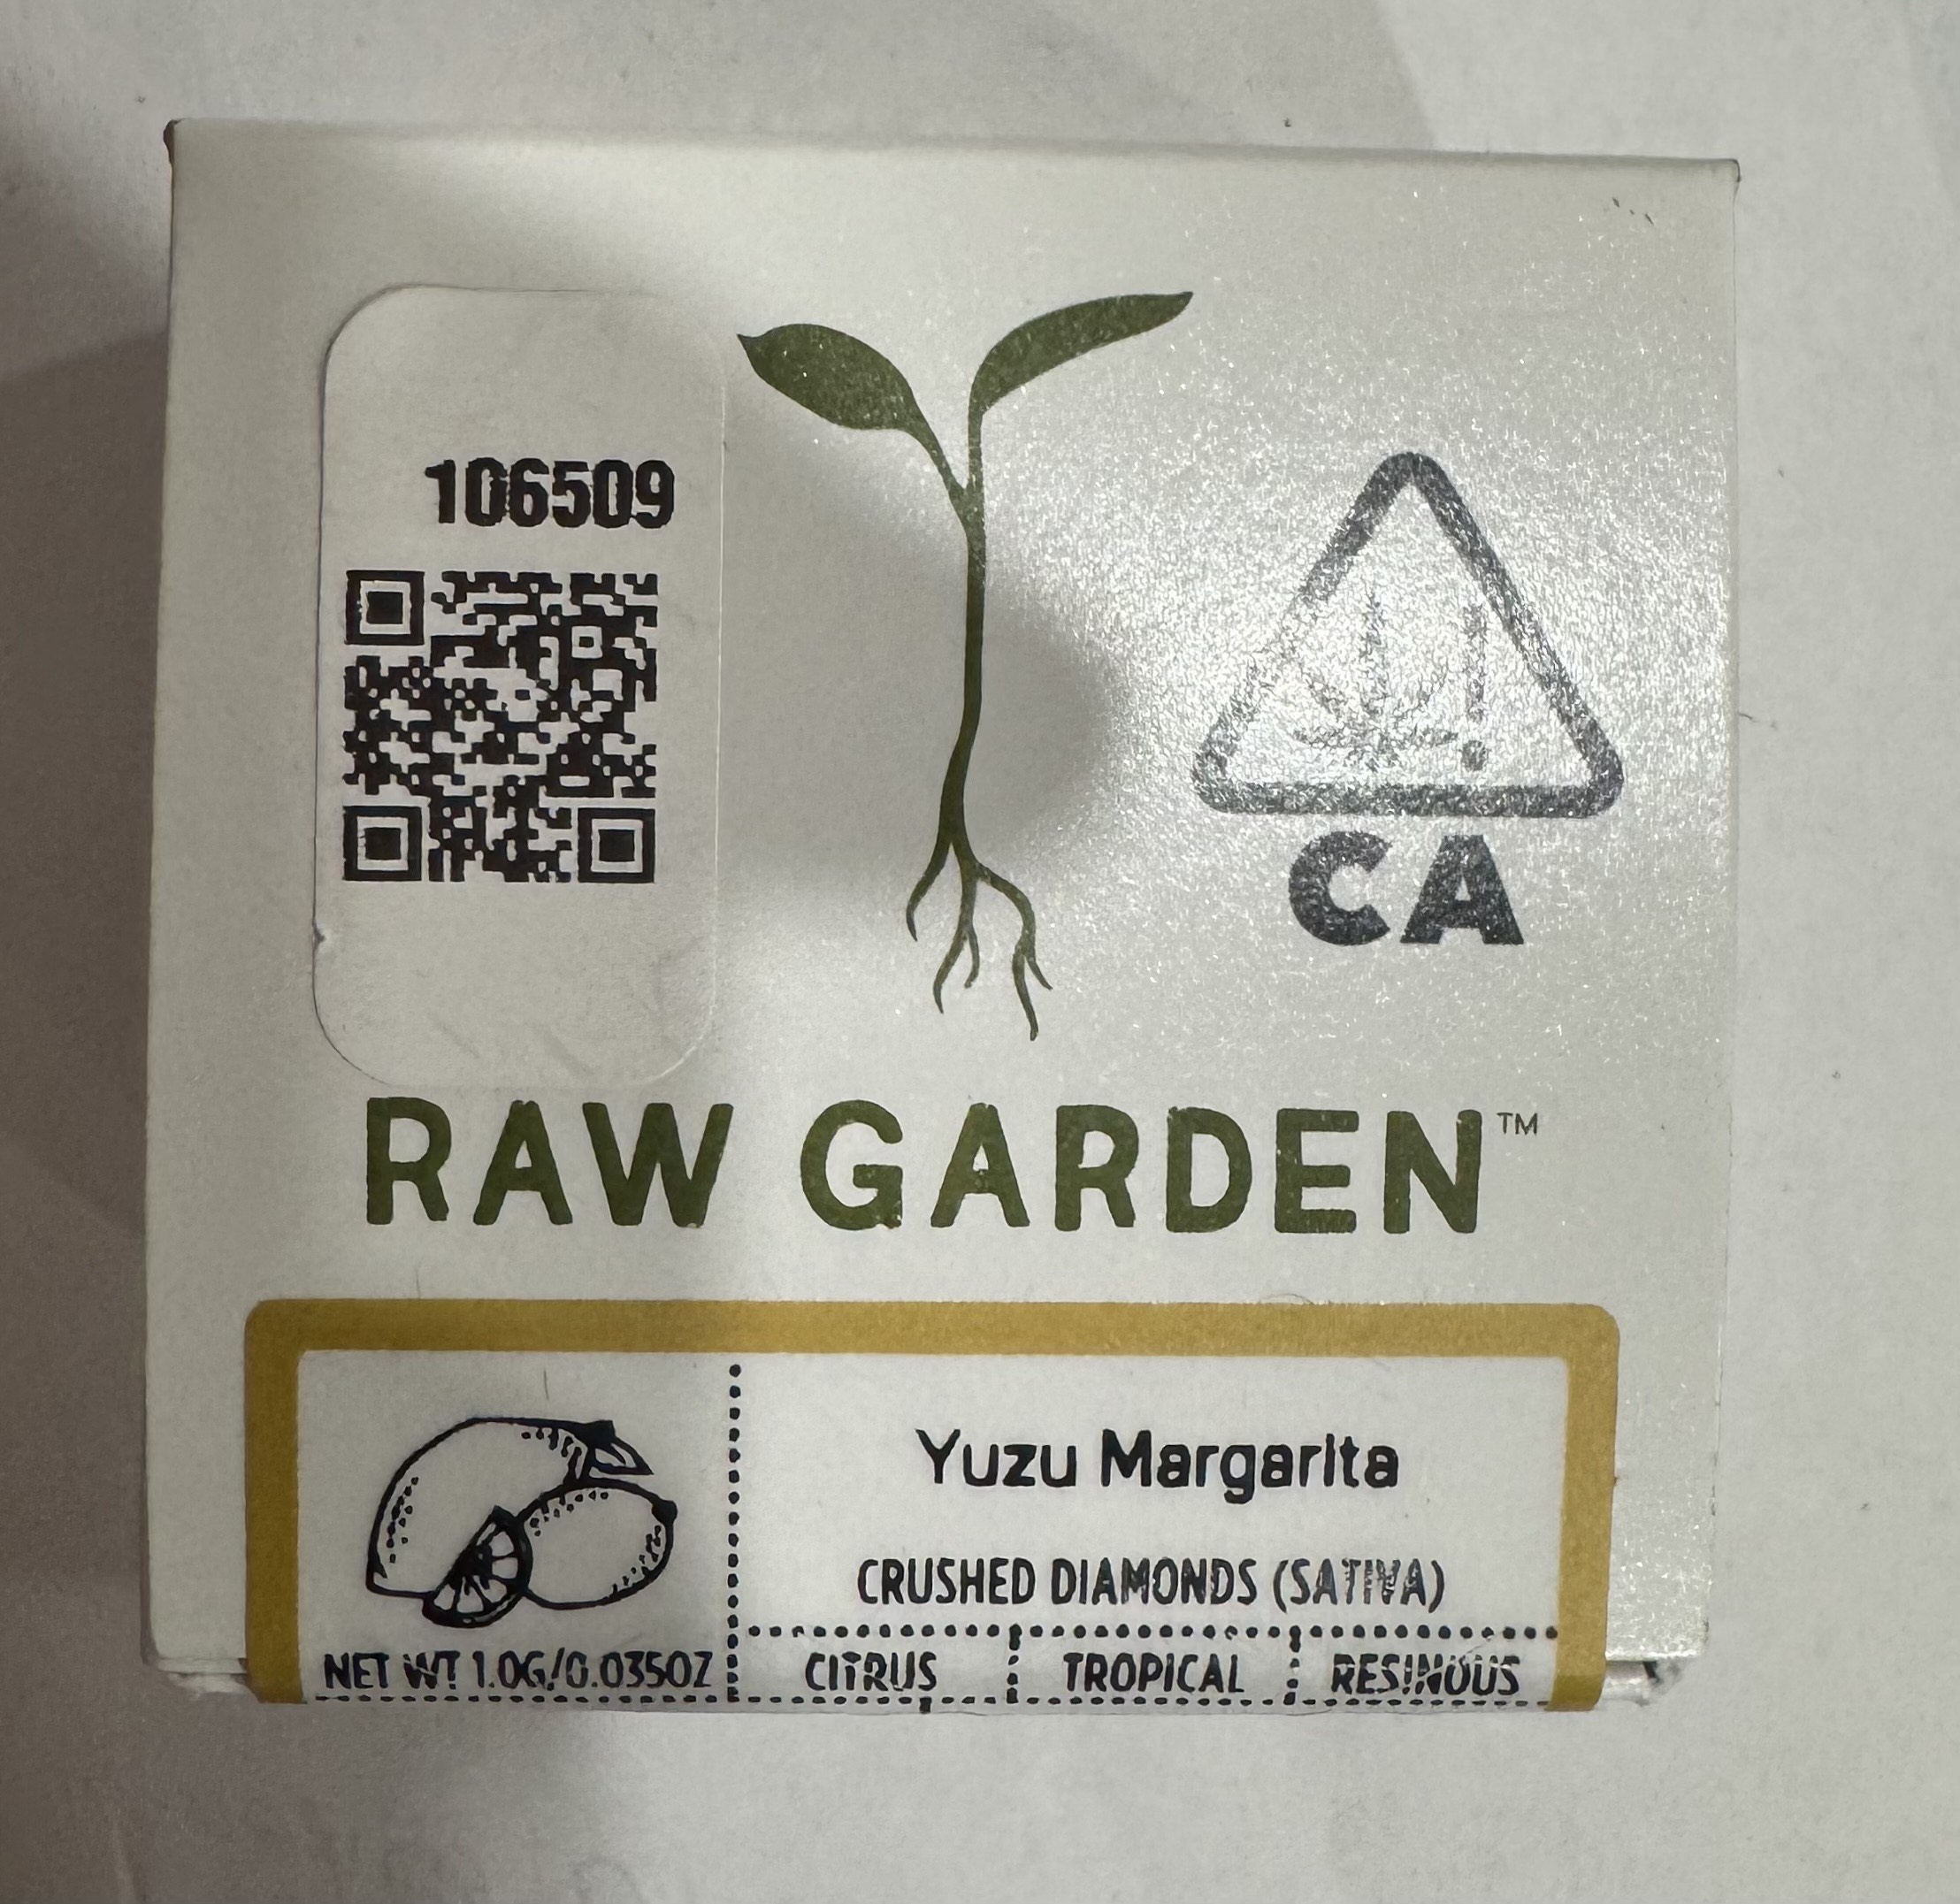 106509
CA
RAW GARDEN™
Yuzu Margarita
CRUSHED DIAMONDS (SATIVA)
NET WT 1.0G/0.035OZ
CITRUS
TROPICAL
RESINOUS